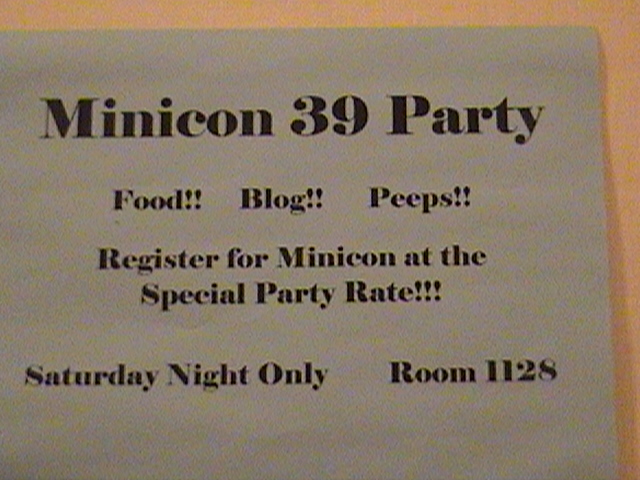 Minicon 39 Party
Food!! Blog!! Peeps!!
Register for Minicon at the
Special Party Rate!!!
Saturday Night Only Room 1128